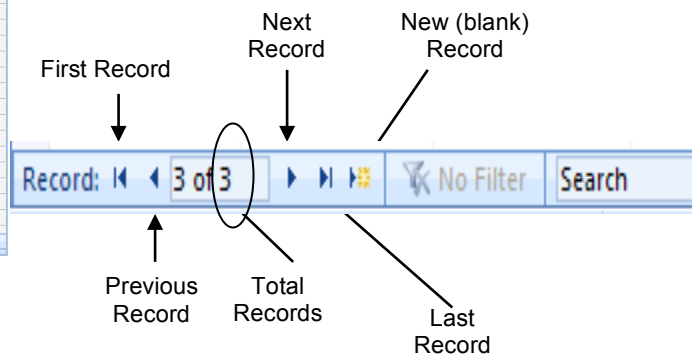 Next
Record
New (blank)
Record
First Record
Record: 3 of 3 No Filter Search
Previous
Record
Total
Records
Last
Record